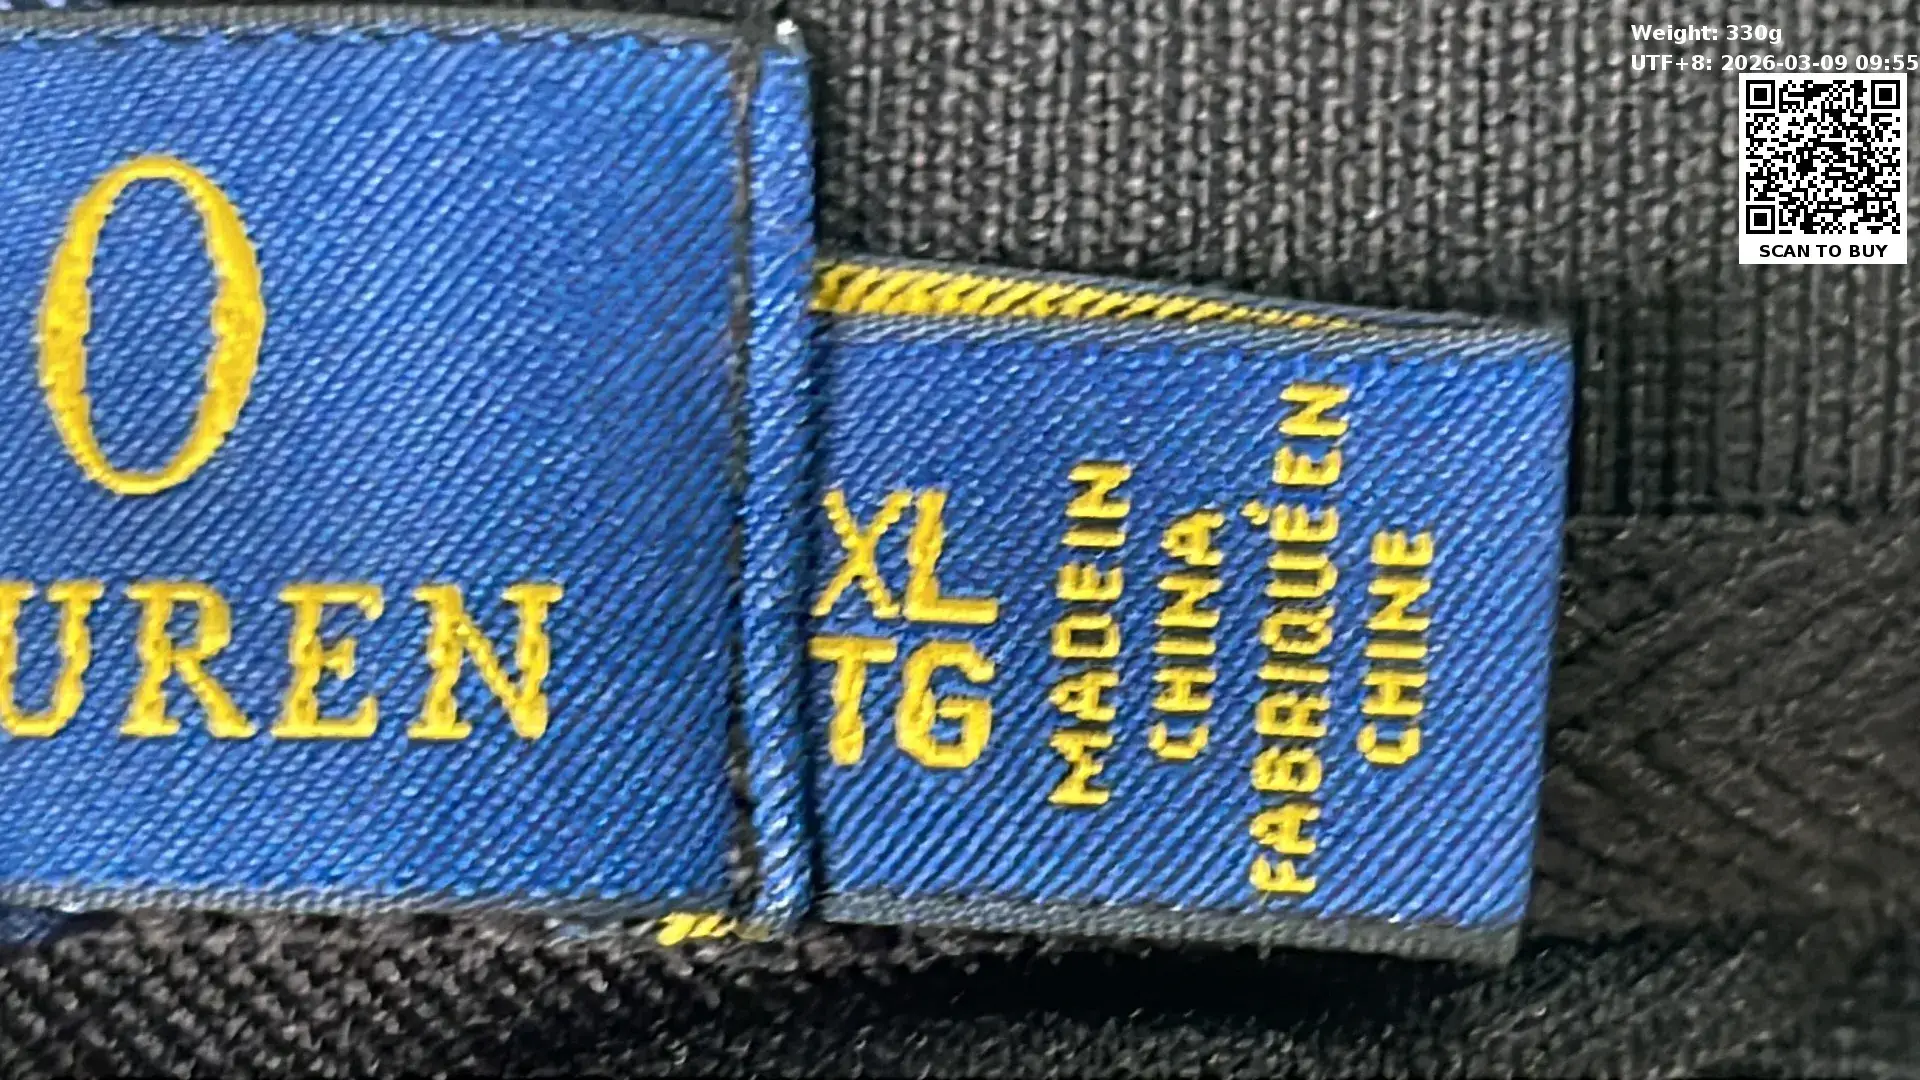 O
UREN
XL
TG
MADE IN
CHINA
FABRIQUÉ EN
CHINE
Weight: 330g
UTF+8: 2026-03-09 09:55
SCAN TO BUY